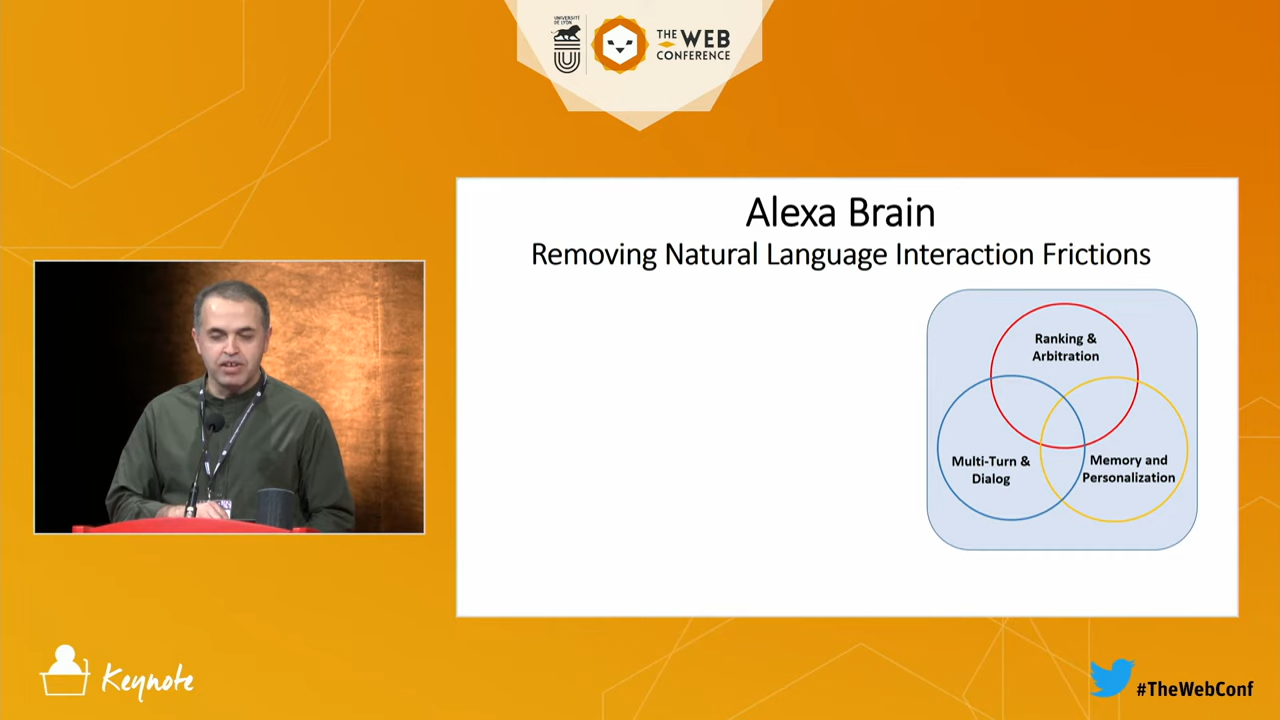 UNIVERSITÉ
DE LYON
THE WEB
CONFERENCE
Alexa Brain
Removing Natural Language Interaction Frictions
Ranking &
Arbitration
Multi-Turn &
Dialog
Memory and
Personalization
Keynote
#TheWebConf